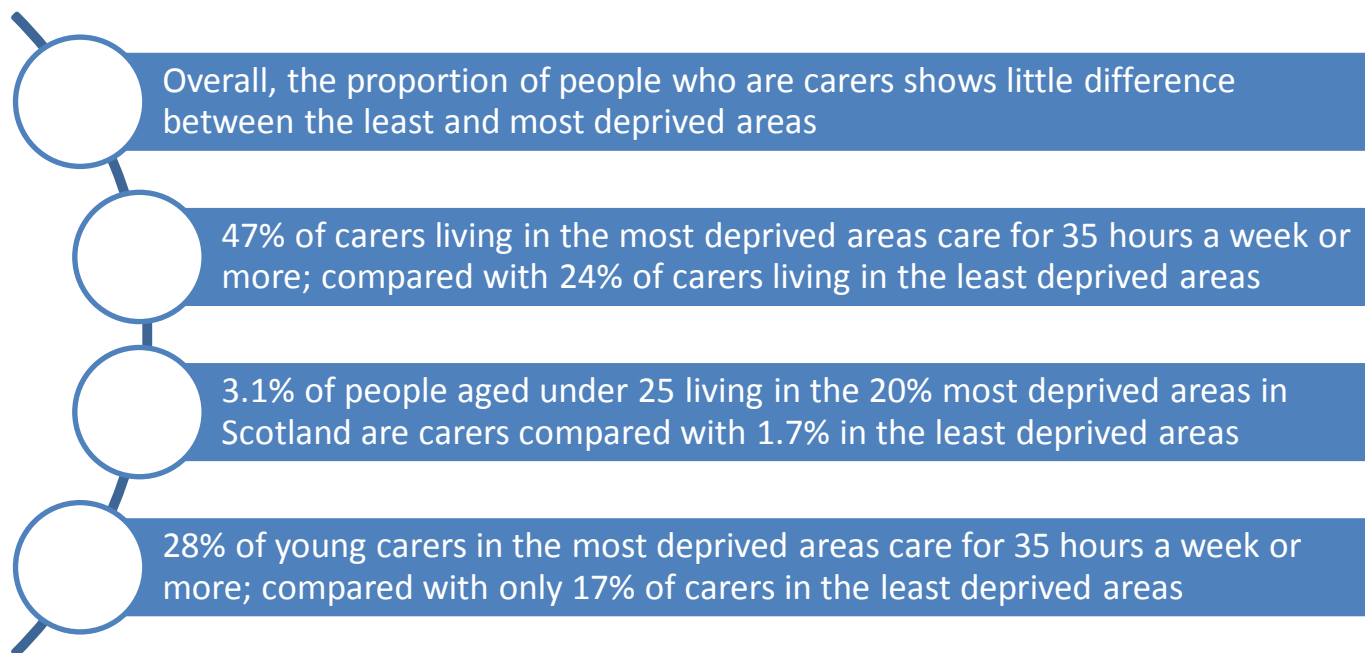 Overall, the proportion of people who are carers shows little difference
between the least and most deprived areas
47% of carers living in the most deprived areas care for 35 hours a week or
more; compared with 24% of carers living in the least deprived areas
3.1% of people aged under 25 living in the 20% most deprived areas in
Scotland are carers compared with 1.7% in the least deprived areas
28% of young carers in the most deprived areas care for 35 hours a week or
more; compared with only 17% of carers in the least deprived areas